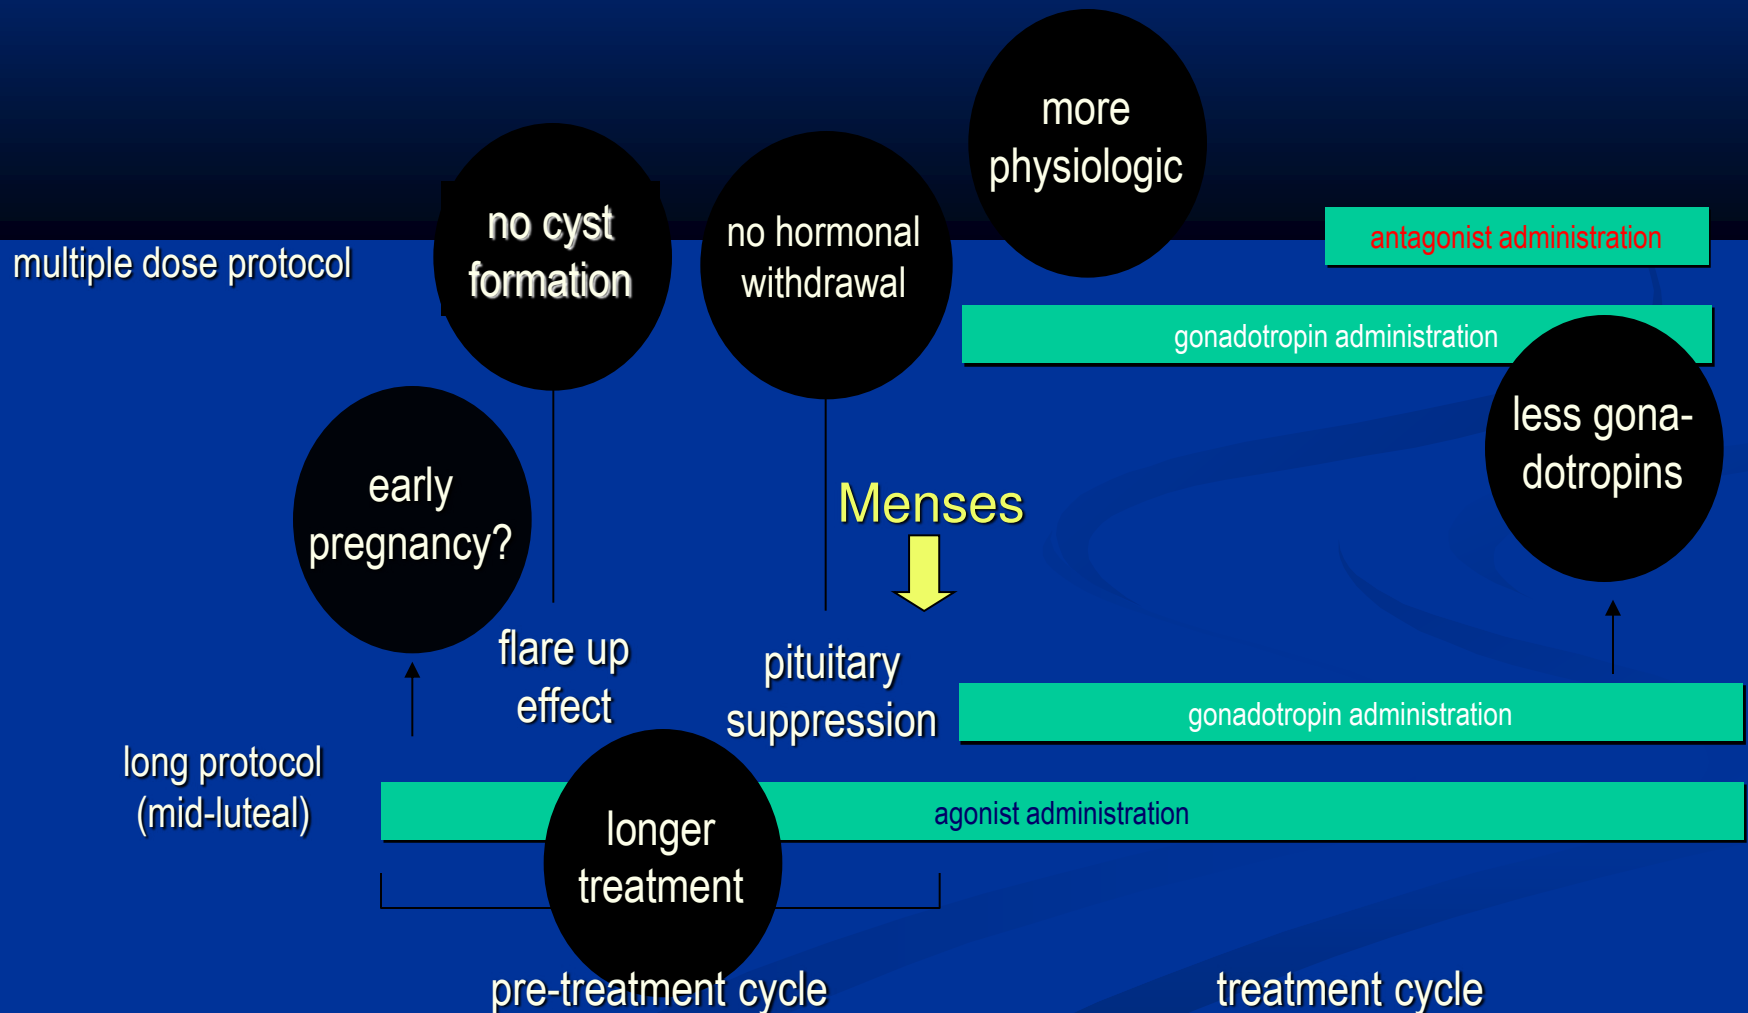 more
physiologic
no cyst
formation
no hormonal
withdrawal
antagonist administration
multiple dose protocol
gonadotropin administration
less gona-
dotropins
early
pregnancy?
Menses
flare up
effect
pituitary
suppression
gonadotropin administration
long protocol
(mid-luteal)
agonist administration
longer
treatment
pre-treatment cycle
treatment cycle